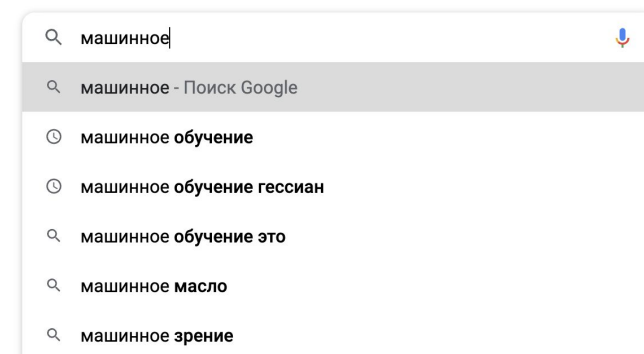 машинное
машинное - Поиск Google
машинное обучение
машинное обучение гессиан
машинное обучение это
машинное масло
машинное зрение